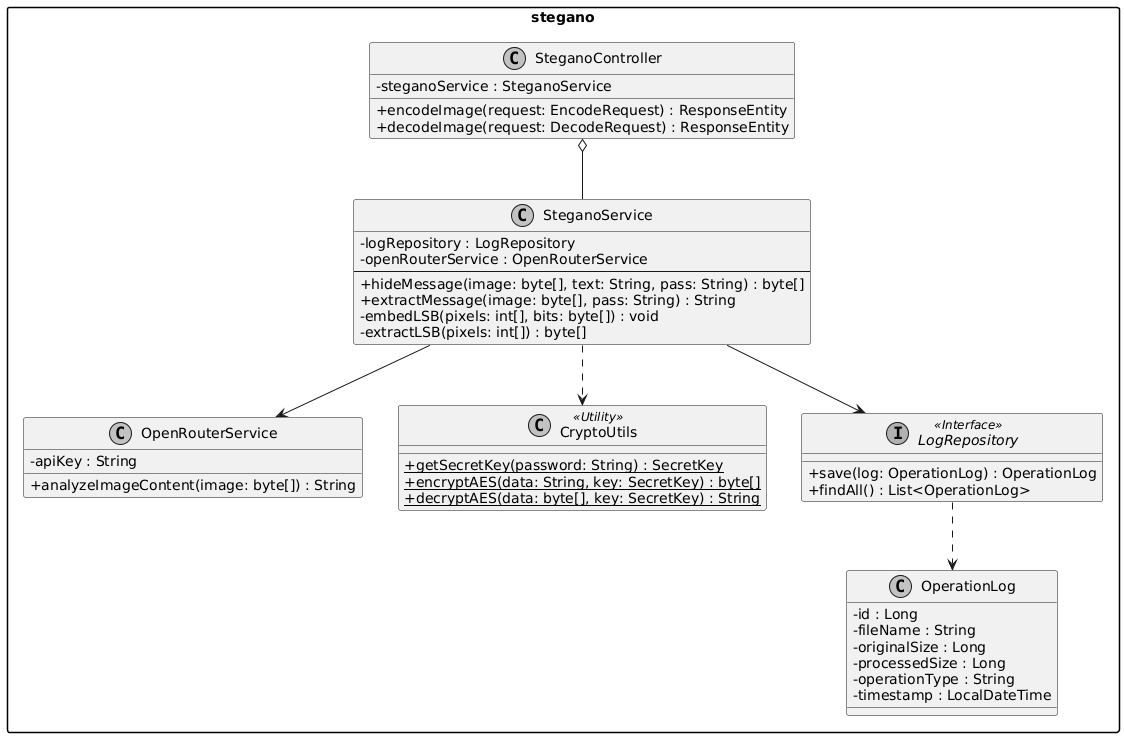 stegano
C SteganoController
-steganoService : SteganoService
+encodeImage(request: EncodeRequest) : ResponseEntity
+decodeImage(request: DecodeRequest) : ResponseEntity
C SteganoService
-logRepository : LogRepository
-openRouterService : OpenRouterService
+hideMessage(image: byte[], text: String, pass: String) : byte[]
+extractMessage(image: byte[], pass: String) : String
-embedLSB(pixels: int[], bits: byte[]) : void
-extractLSB(pixels: int[]) : byte[]
C OpenRouterService
-apiKey : String
+analyzeImageContent(image: byte[]) : String
«Utility»
C CryptoUtils
+getSecretKey(password: String) : SecretKey
+encryptAES(data: String, key: SecretKey) : byte[]
+decryptAES(data: byte[], key: SecretKey) : String
«Interface»
I LogRepository
+save(log: OperationLog) : OperationLog
+findAll() : List<OperationLog>
C OperationLog
-id : Long
-fileName : String
-originalSize : Long
-processedSize : Long
-operationType : String
-timestamp : LocalDateTime